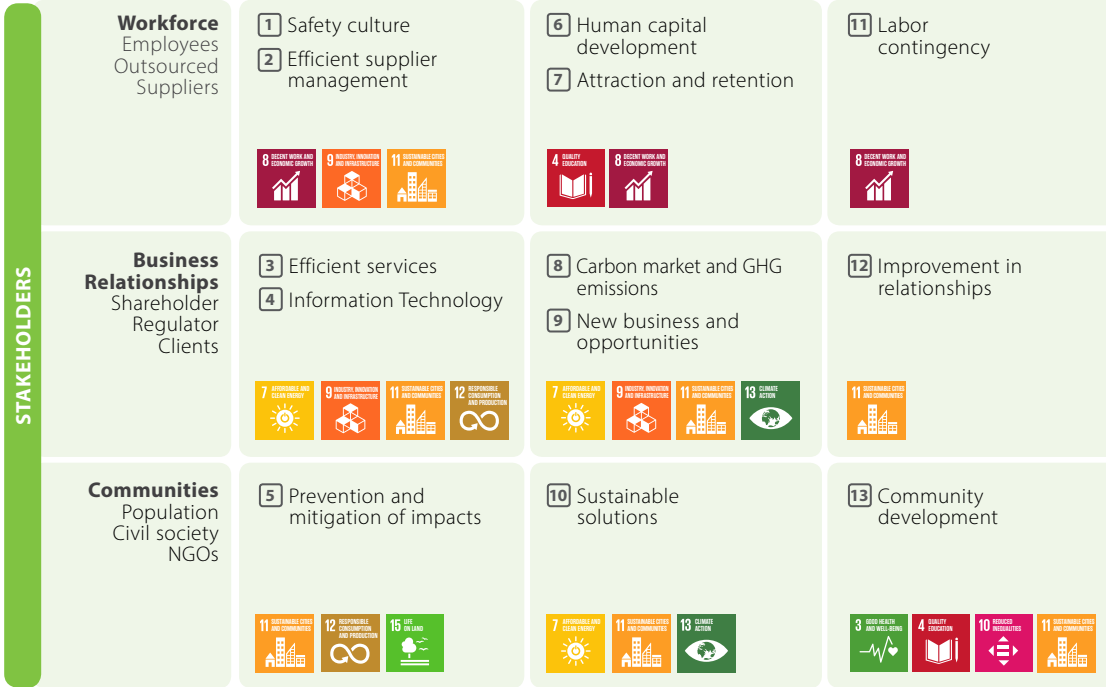 STAKEHOLDERS
Workforce
Employees
Outsourced
Suppliers
1 Safety culture
2 Efficient supplier
management
8 DECENT WORK AND
ECONOMIC GROWTH
9 INDUSTRY, INNOVATION
AND INFRASTRUCTURE
11 SUSTAINABLE CITIES
AND COMMUNITIES
6 Human capital
development
7 Attraction and retention
4 QUALITY
EDUCATION
8 DECENT WORK AND
ECONOMIC GROWTH
11 Labor
contingency
8 DECENT WORK AND
ECONOMIC GROWTH
Business
Relationships
Shareholder
Regulator
Clients
3 Efficient services
4 Information Technology
7 AFFORDABLE AND
CLEAN ENERGY
9 INDUSTRY, INNOVATION
AND INFRASTRUCTURE
11 SUSTAINABLE CITIES
AND COMMUNITIES
12 RESPONSIBLE
CONSUMPTION
AND PRODUCTION
8 Carbon market and GHG
emissions
9 New business and
opportunities
7 AFFORDABLE AND
CLEAN ENERGY
9 INDUSTRY, INNOVATION
AND INFRASTRUCTURE
11 SUSTAINABLE CITIES
AND COMMUNITIES
13 CLIMATE
ACTION
12 Improvement in
relationships
11 SUSTAINABLE CITIES
AND COMMUNITIES
Communities
Population
Civil society
NGOs
5 Prevention and
mitigation of impacts
11 SUSTAINABLE CITIES
AND COMMUNITIES
12 RESPONSIBLE
CONSUMPTION
AND PRODUCTION
15 LIFE
ON LAND
10 Sustainable
solutions
7 AFFORDABLE AND
CLEAN ENERGY
11 SUSTAINABLE CITIES
AND COMMUNITIES
13 CLIMATE
ACTION
13 Community
development
3 GOOD HEALTH
AND WELL-BEING
4 QUALITY
EDUCATION
10 REDUCED
INEQUALITIES
11 SUSTAINABLE CITIES
AND COMMUNITIES